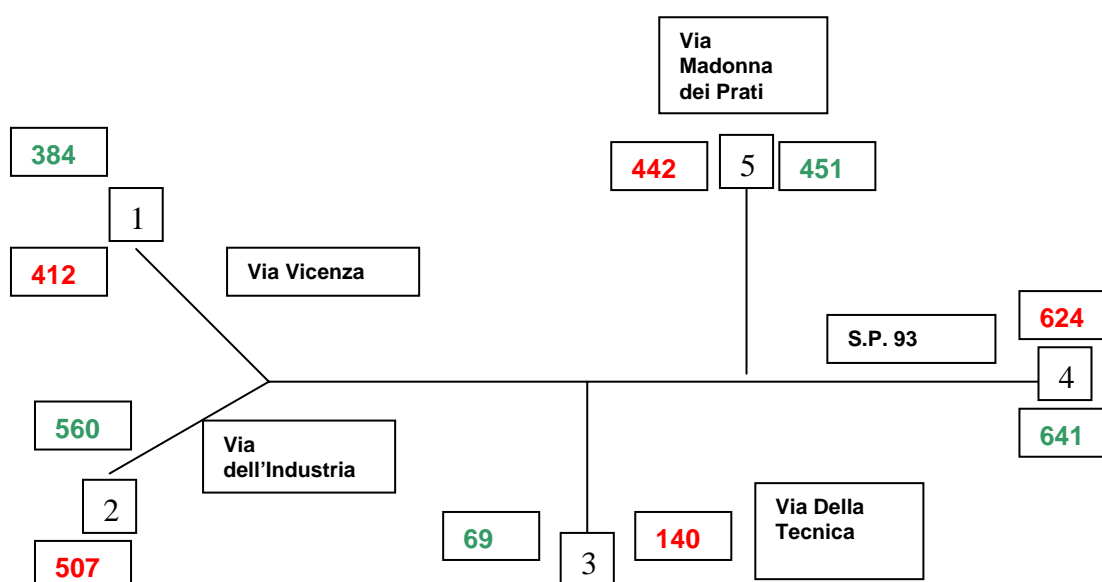 Via
Madonna
dei Prati
384
442
5
451
1
412
Via Vicenza
624
S.P. 93
4
560
641
Via
dell'Industria
2
Via Della
Tecnica
69
140
3
507